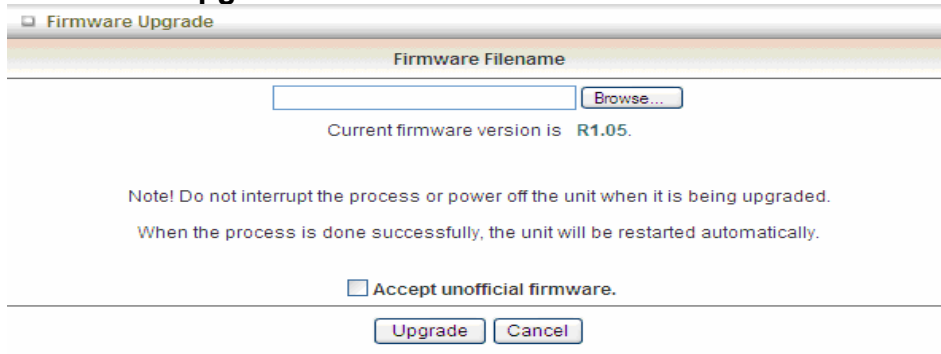 Firmware Upgrade
Firmware Filename
Browse...
Current firmware version is R1.05.
Note! Do not interrupt the process or power off the unit when it is being upgraded.
When the process is done successfully, the unit will be restarted automatically.
Accept unofficial firmware.
Upgrade Cancel